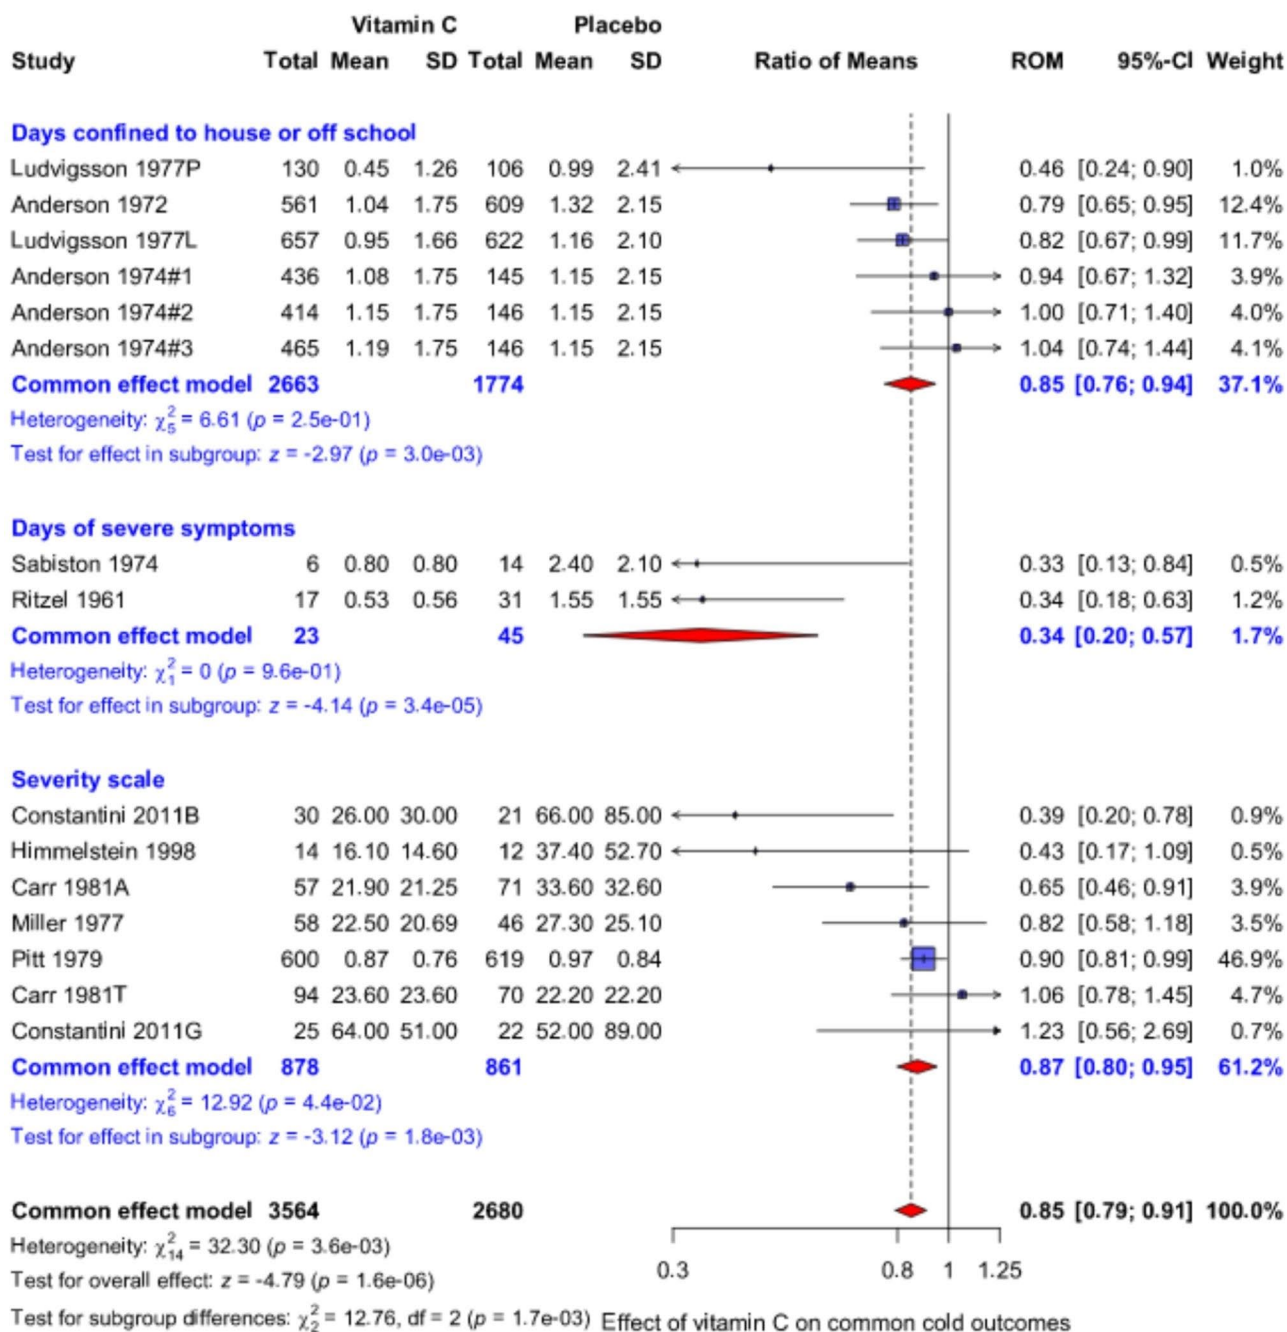 Vitamin C Placebo
Study Total Mean SD Total Mean SD Ratio of Means ROM 95%-CI Weight
Days confined to house or off school
Ludvigsson 1977P 130 0.45 1.26 106 0.99 2.41 0.46 [0.24; 0.90] 1.0%
Anderson 1972 561 1.04 1.75 609 1.32 2.15 0.79 [0.65; 0.95] 12.4%
Ludvigsson 1977L 657 0.95 1.66 622 1.16 2.10 0.82 [0.67; 0.99] 11.7%
Anderson 1974#1 436 1.08 1.75 145 1.15 2.15 0.94 [0.67; 1.32] 3.9%
Anderson 1974#2 414 1.15 1.75 146 1.15 2.15 1.00 [0.71; 1.40] 4.0%
Anderson 1974#3 465 1.19 1.75 146 1.15 2.15 1.04 [0.74; 1.44] 4.1%
Common effect model 2663 1774 0.85 [0.76; 0.94] 37.1%
Heterogeneity: χ²₅ = 6.61 (p = 2.5e-01)
Test for effect in subgroup: z = -2.97 (p = 3.0e-03)
Days of severe symptoms
Sabiston 1974 6 0.80 0.80 14 2.40 2.10 0.33 [0.13; 0.84] 0.5%
Ritzel 1961 17 0.53 0.56 31 1.55 1.55 0.34 [0.18; 0.63] 1.2%
Common effect model 23 45 0.34 [0.20; 0.57] 1.7%
Heterogeneity: χ²₁ = 0 (p = 9.6e-01)
Test for effect in subgroup: z = -4.14 (p = 3.4e-05)
Severity scale
Constantini 2011B 30 26.00 30.00 21 66.00 85.00 0.39 [0.20; 0.78] 0.9%
Himmelstein 1998 14 16.10 14.60 12 37.40 52.70 0.43 [0.17; 1.09] 0.5%
Carr 1981A 57 21.90 21.25 71 33.60 32.60 0.65 [0.46; 0.91] 3.9%
Miller 1977 58 22.50 20.69 46 27.30 25.10 0.82 [0.58; 1.18] 3.5%
Pitt 1979 600 0.87 0.76 619 0.97 0.84 0.90 [0.81; 0.99] 46.9%
Carr 1981T 94 23.60 23.60 70 22.20 22.20 1.06 [0.78; 1.45] 4.7%
Constantini 2011G 25 64.00 51.00 22 52.00 89.00 1.23 [0.56; 2.69] 0.7%
Common effect model 878 861 0.87 [0.80; 0.95] 61.2%
Heterogeneity: χ²₆ = 12.92 (p = 4.4e-02)
Test for effect in subgroup: z = -3.12 (p = 1.8e-03)
Common effect model 3564 2680 0.85 [0.79; 0.91] 100.0%
Heterogeneity: χ²₁₄ = 32.30 (p = 3.6e-03)
Test for overall effect: z = -4.79 (p = 1.6e-06)
0.3 0.8 1 1.25
Test for subgroup differences: χ²₂ = 12.76, df = 2 (p = 1.7e-03) Effect of vitamin C on common cold outcomes